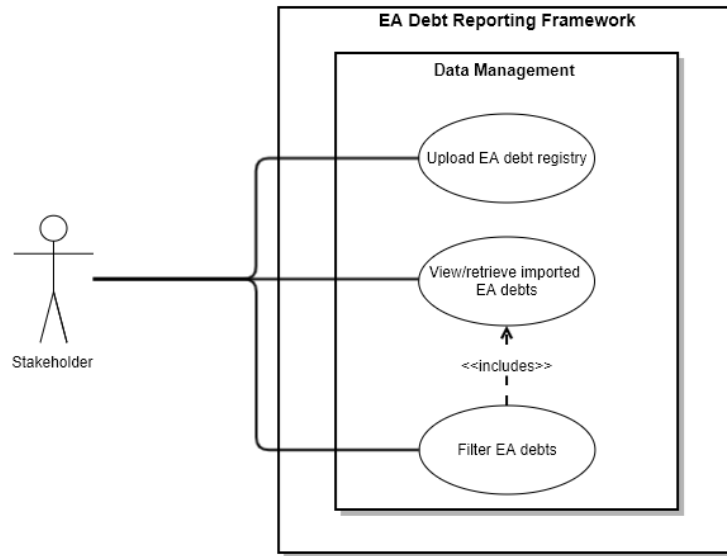 EA Debt Reporting Framework
Data Management
Upload EA debt registry
View/retrieve imported
EA debts
Stakeholder
<<includes>>
Filter EA debts